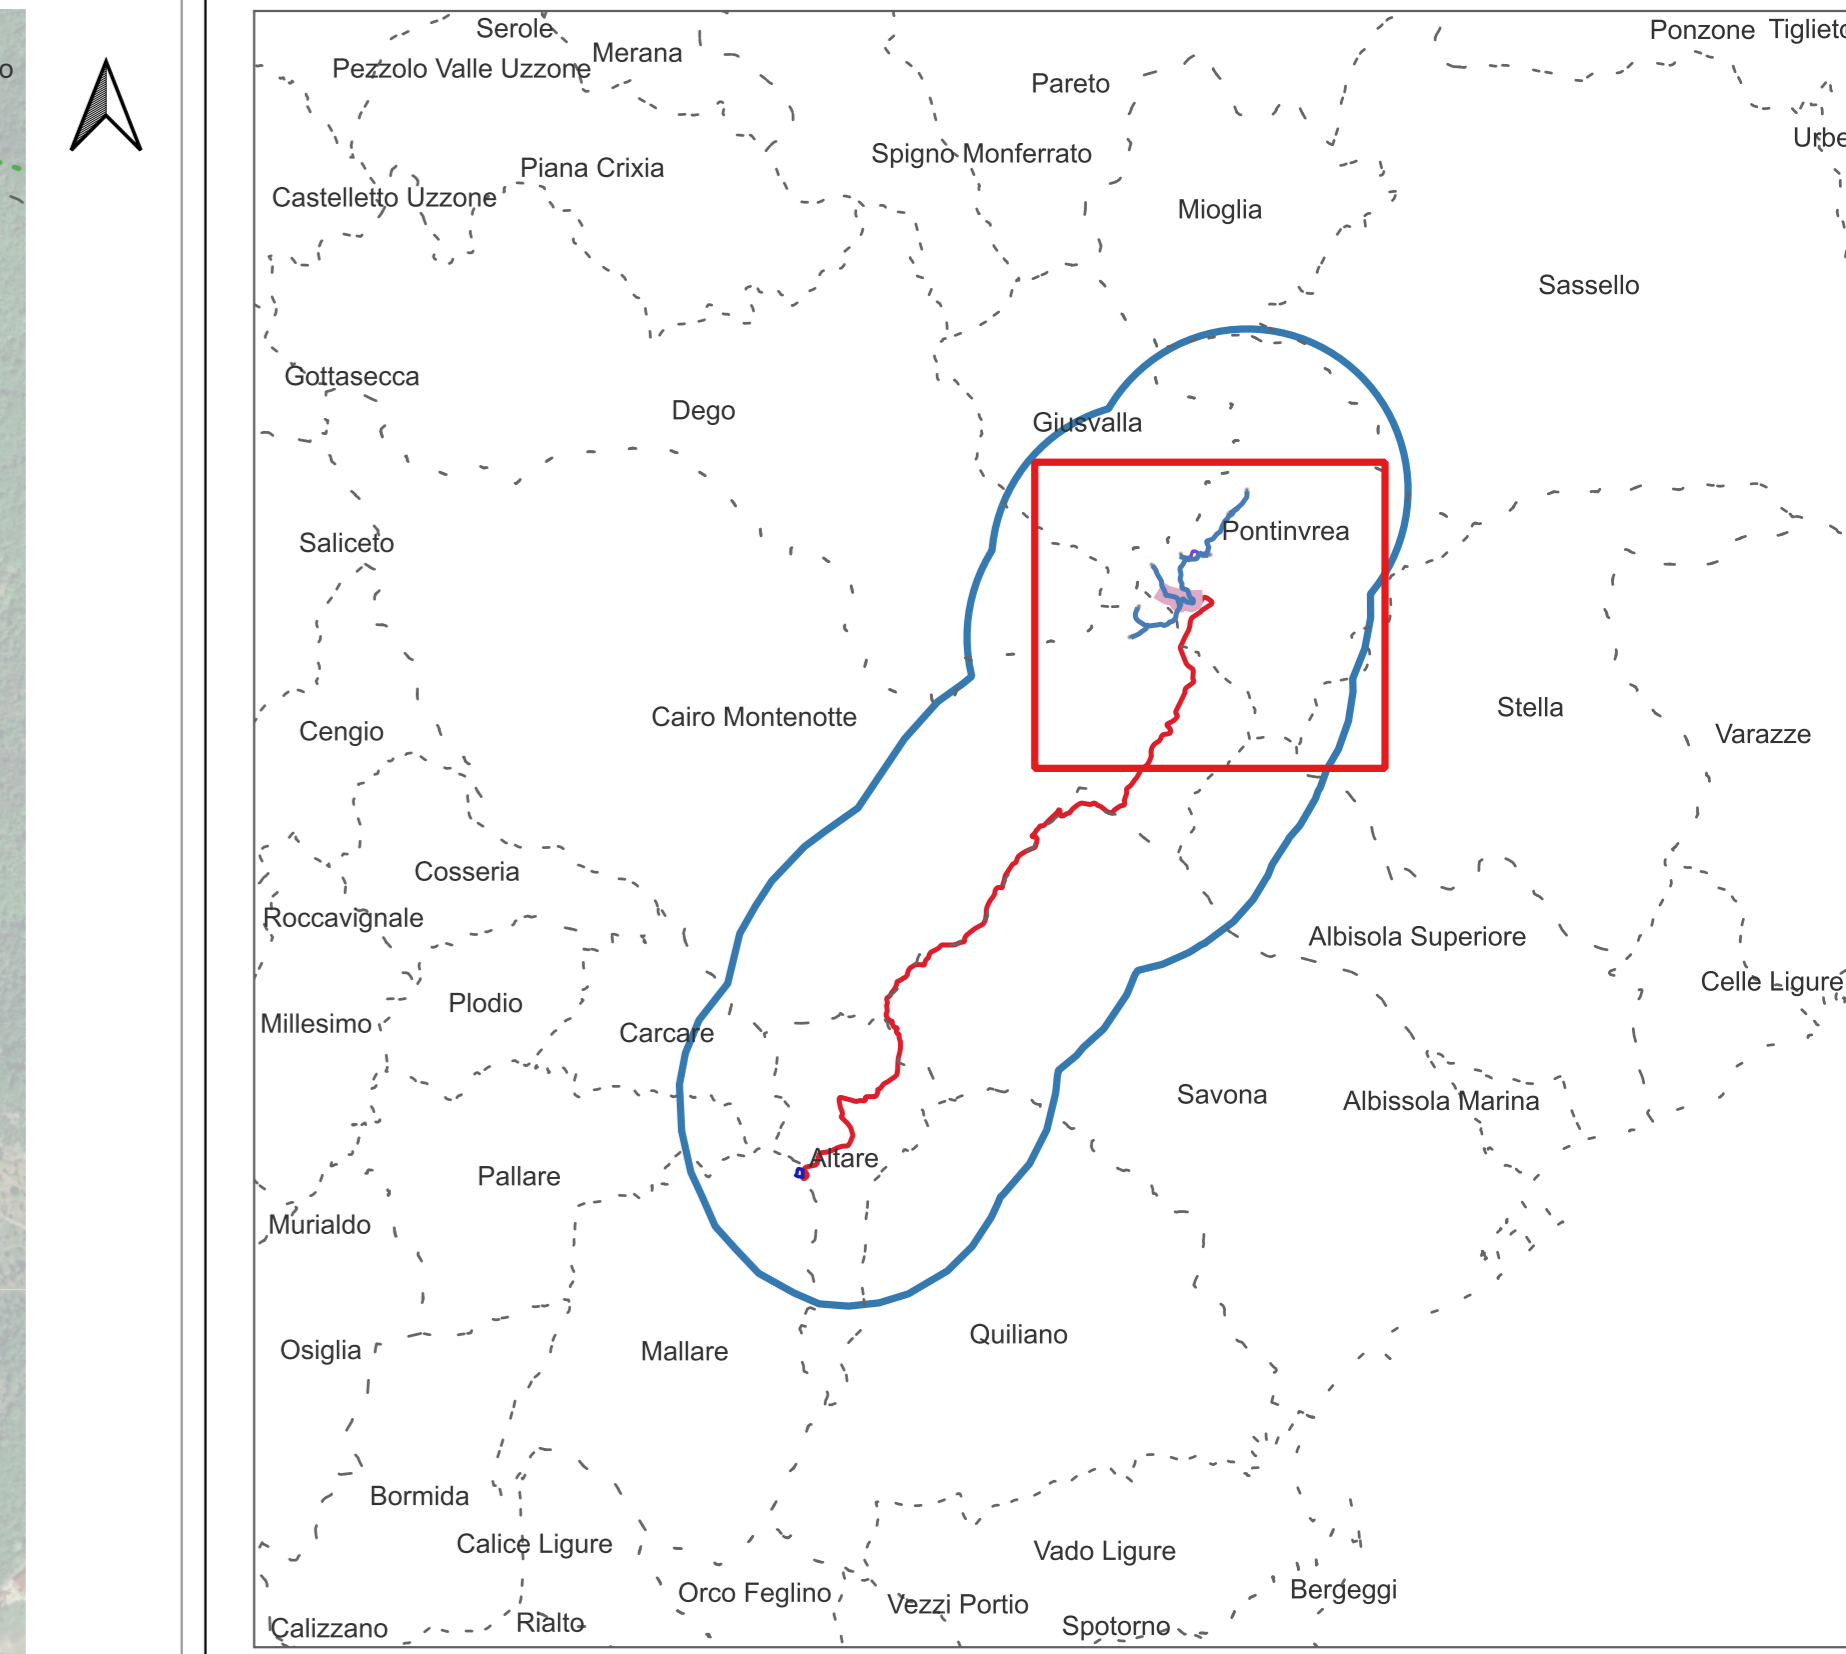 Serole
Ponzone
Merana
Pezzolo Valle Uzzone
Pareto
Spigno Monferrato
Piana Crixia
Castelletto Uzzone
Mioglia
Sassello
Gottasecca
Dego
Giusvalla
Pontinvrea
Saliceto
Stella
Cairo Montenotte
Cengio
Varazze
Cosseria
Roccavignale
Albisola Superiore
Celle Ligure
Plodio
Millesimo
Carcare
Savona
Albissola Marina
Altare
Pallare
Murialdo
Quiliano
Osiglia
Mallare
Bormida
Calice Ligure
Vado Ligure
Bergeggi
Orco Feglino
Vezzi Portio
Rialto
Spotorno
Calizzano